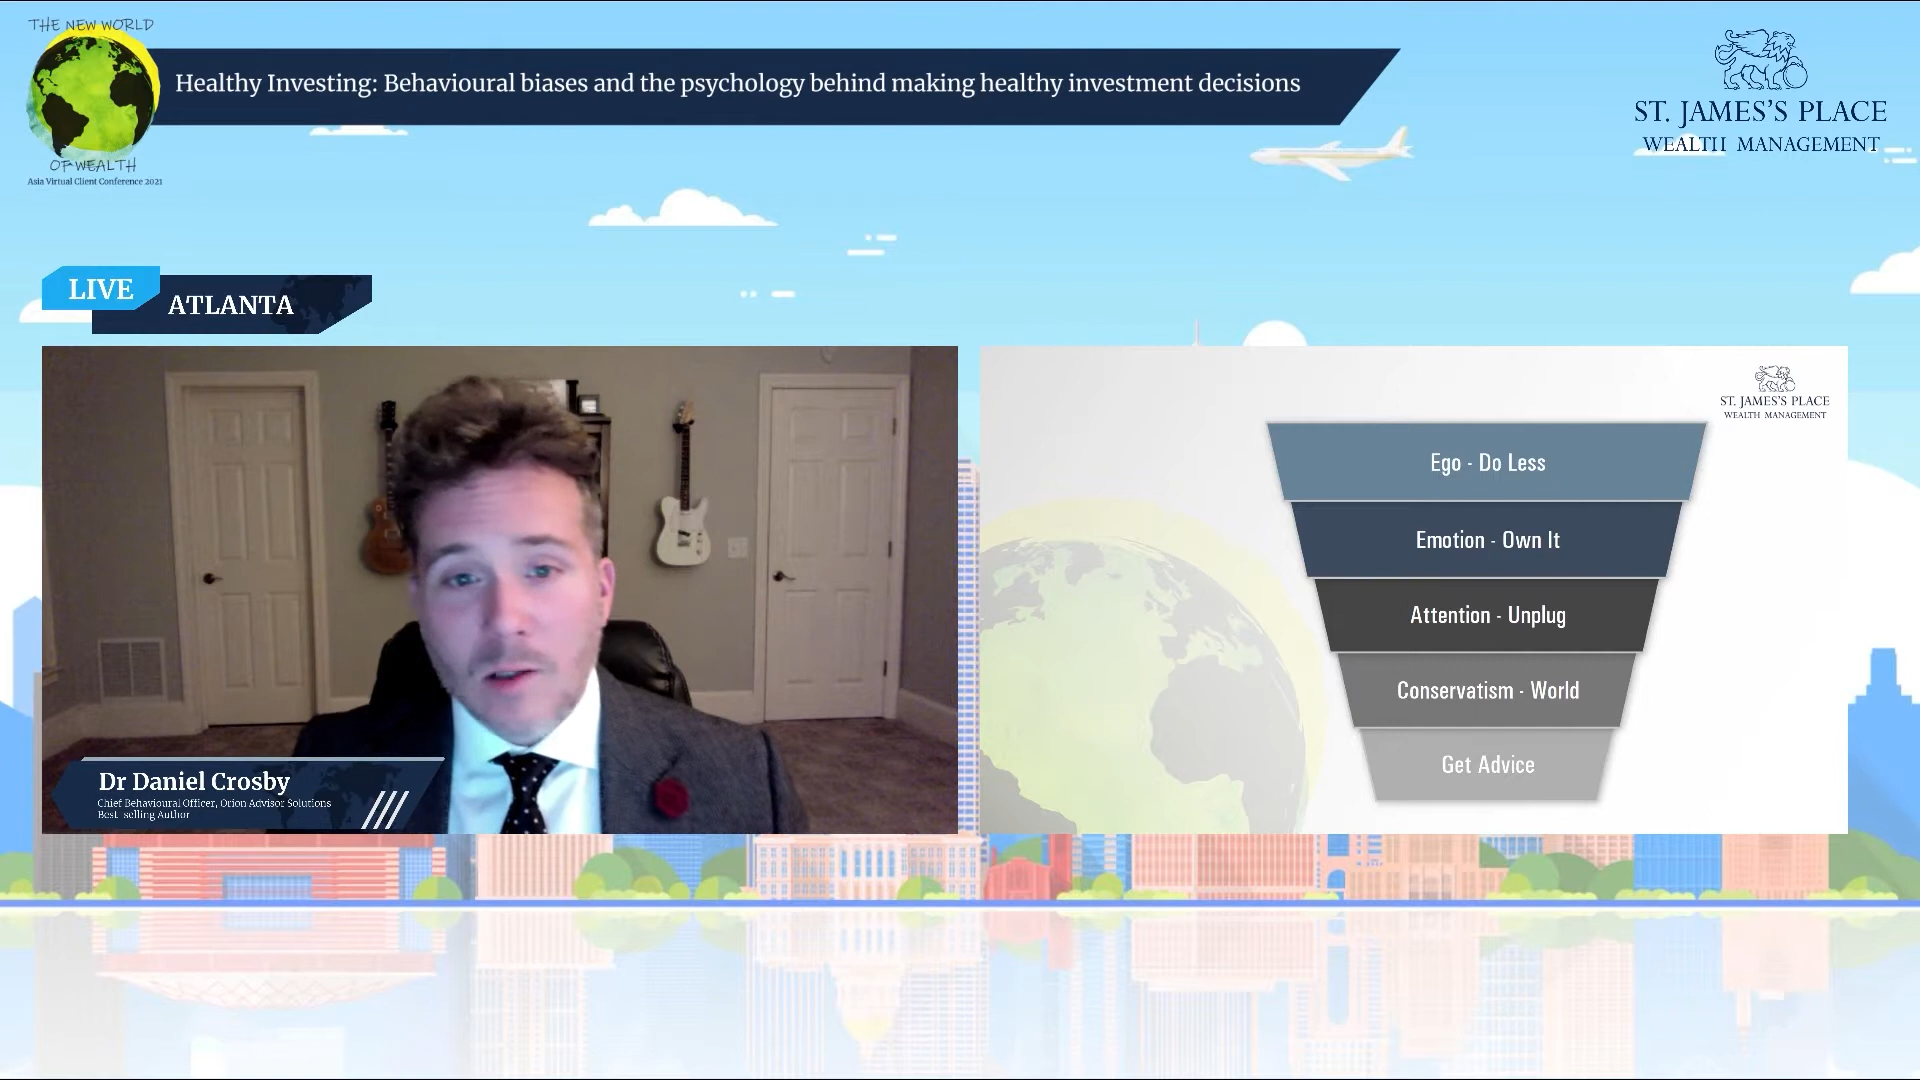 THE NEW WORLD
OF WEALTH
Asia Virtual Client Conference 2021
Healthy Investing: Behavioural biases and the psychology behind making healthy investment decisions
ST. JAMES'S PLACE
WEALTH MANAGEMENT
LIVE
ATLANTA
Dr Daniel Crosby
Chief Behavioural Officer, Orion Advisor Solutions
Best-selling Author
ST. JAMES'S PLACE
WEALTH MANAGEMENT
Ego - Do Less
Emotion - Own It
Attention - Unplug
Conservatism - World
Get Advice